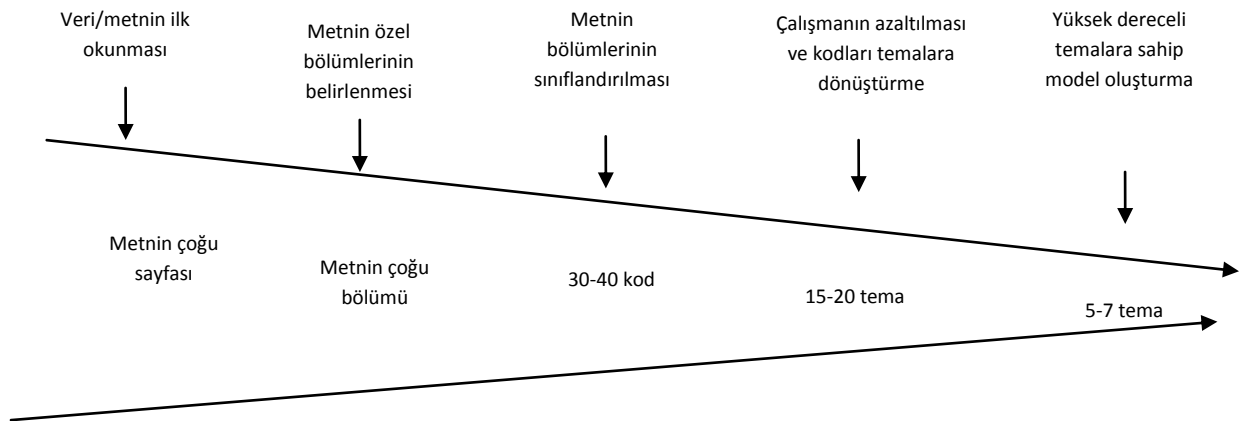 Veri/metnin ilk
okunması
Metnin özel
bölümlerinin
belirlenmesi
Metnin
bölümlerinin
sınıflandırılması
Çalışmanın azaltılması
ve kodları temalara
dönüştürme
Yüksek dereceli
temalara sahip
model oluşturma
Metnin çoğu
sayfası
Metnin çoğu
bölümü
30-40 kod
15-20 tema
5-7 tema